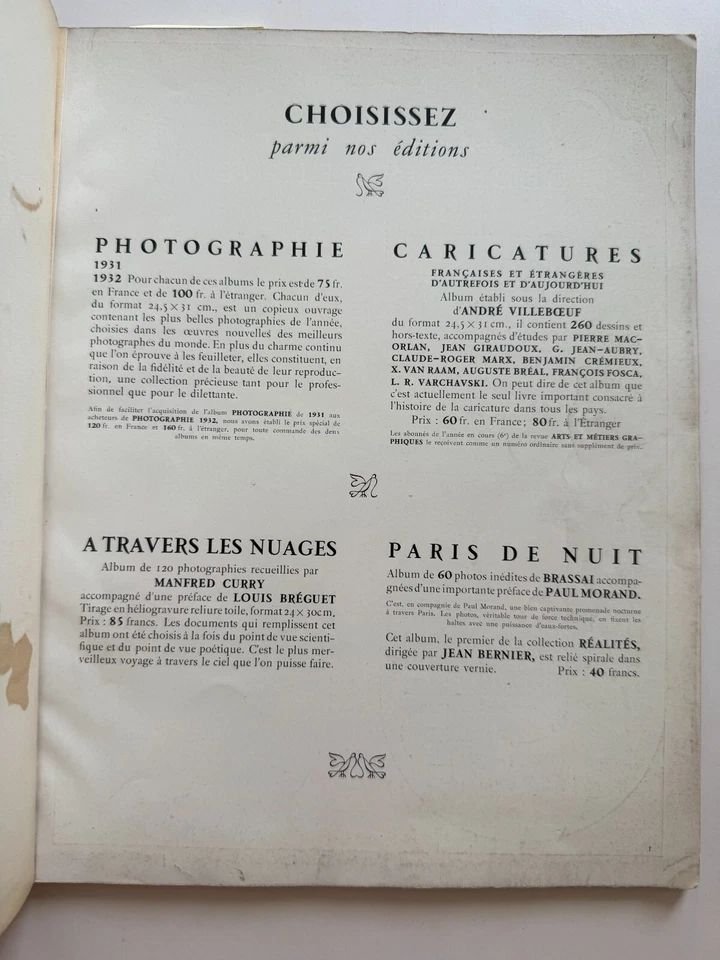 CHOISISSEZ
parmi nos éditions
PHOTOGRAPHIE
1931
1932 Pour chacun de ces albums le prix est de 75 fr.
en France et de 100 fr. à l'étranger. Chacun d'eux,
du format 24,5 × 31 cm., est un copieux ouvrage
contenant les plus belles photographies de l'année,
choisies dans les œuvres nouvelles des meilleurs
photographes du monde. En plus du charme continu
que l'on éprouve à les feuilleter, elles constituent, en
raison de la fidélité et de la beauté de leur reproduc-
tion, une collection précieuse tant pour le profes-
sionnel que pour le dilettante.
Afin de faciliter l'acquisition de l'album PHOTOGRAPHIE de 1931 aux
acheteurs de PHOTOGRAPHIE 1932, nous avons établi le prix spécial de
120 fr. en France et 160 fr. à l'étranger, pour toute commande des deux
albums en même temps.
CARICATURES
FRANÇAISES ET ÉTRANGÈRES
D'AUTREFOIS ET D'AUJOURD'HUI
Album établi sous la direction
d'ANDRÉ VILLEBŒUF
du format 24,5 × 31 cm., il contient 260 dessins et
hors-texte, accompagnés d'études par PIERRE MAC-
ORLAN, JEAN GIRAUDOUX, G. JEAN-AUBRY,
CLAUDE-ROGER MARX, BENJAMIN CRÉMIEUX,
X. VAN RAAM, AUGUSTE BRÉAL, FRANÇOIS FOSCA,
L. R. VARCHAVSKI. On peut dire de cet album que
c'est actuellement le seul livre important consacré à
l'histoire de la caricature dans tous les pays.
Prix : 60 fr. en France; 80 fr. à l'Étranger
Les abonnés de l'année en cours (6e) de la revue ARTS ET MÉTIERS GRA-
PHIQUES le reçoivent comme un numéro ordinaire sans supplément de prix.
A TRAVERS LES NUAGES
Album de 120 photographies recueillies par
MANFRED CURRY
accompagné d'une préface de LOUIS BRÉGUET
Tirage en héliogravure reliure toile, format 24 × 30 cm.
Prix : 85 francs. Les documents qui remplissent cet
album ont été choisis à la fois du point de vue scienti-
fique et du point de vue poétique. C'est le plus mer-
veilleux voyage à travers le ciel que l'on puisse faire.
PARIS DE NUIT
Album de 60 photos inédites de BRASSAI accompa-
gnées d'une importante préface de PAUL MORAND.
C'est, en compagnie de Paul Morand, une bien captivante promenade nocturne
à travers Paris. Les photos, véritable tour de force technique, en fixent les
haltes avec une puissance d'eaux-fortes.
Cet album, le premier de la collection RÉALITÉS,
dirigée par JEAN BERNIER, est relié spirale dans
une couverture vernie. Prix : 40 francs.
1